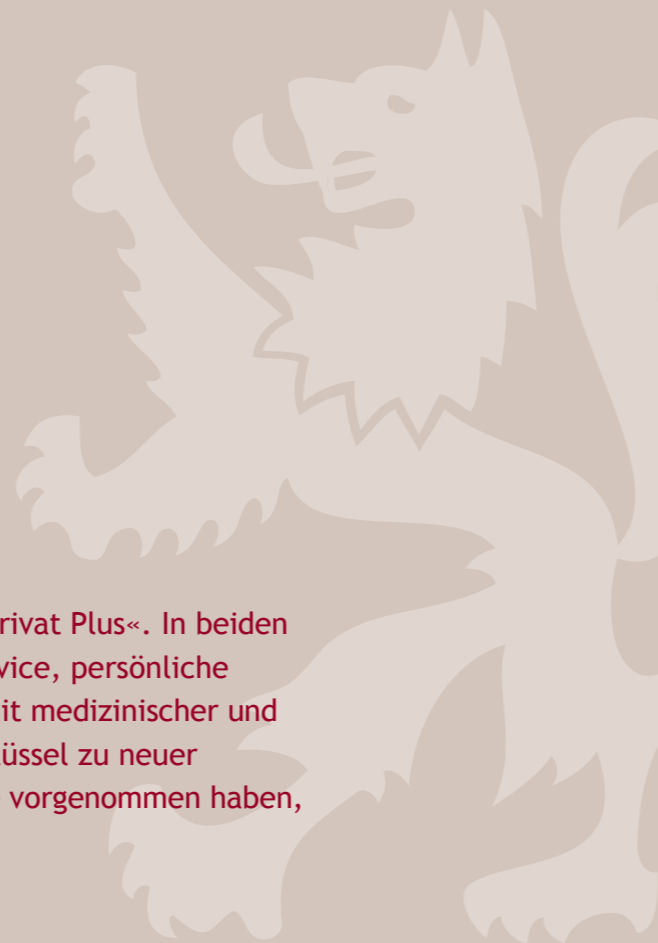 rivat Plus«. In beiden
vice, persönliche
it medizinischer und
üssel zu neuer
vorgenommen haben,